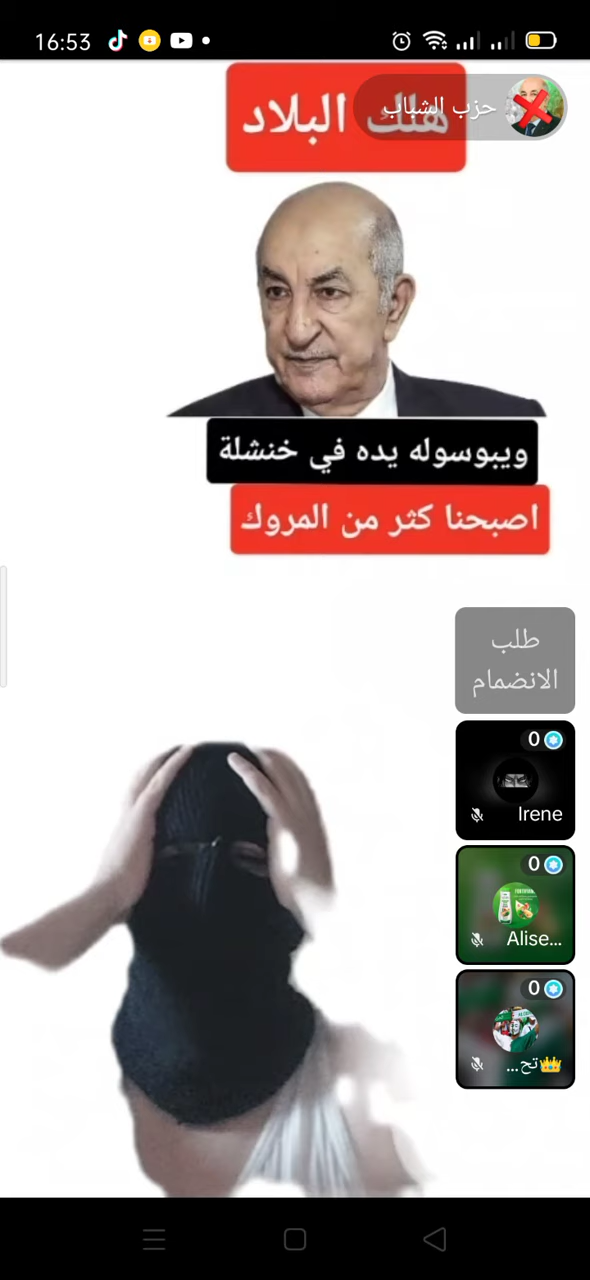 16:53
هلك البلاد
حزب الشباب
ويبوسوله يده في خنشلة
اصبحنا كثر من المروك
طلب
الانضمام
0
Irene
0
Alise...
0
تح...